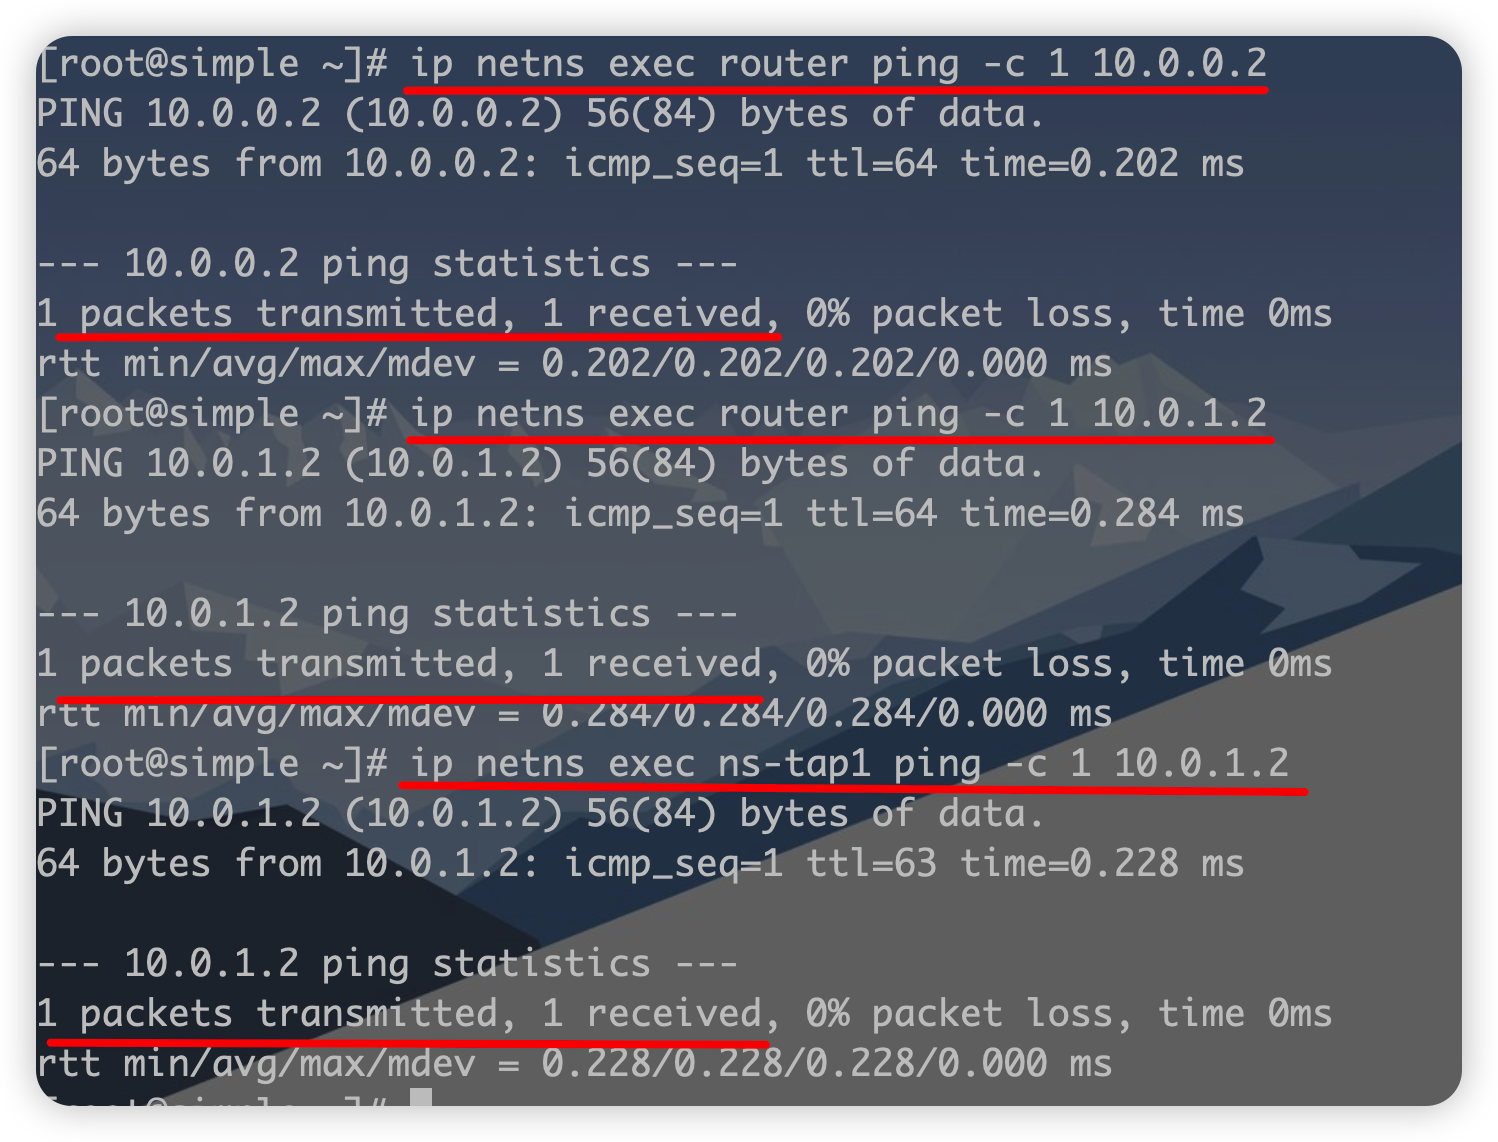 [root@simple ~]# ip netns exec router ping -c 1 10.0.0.2
PING 10.0.0.2 (10.0.0.2) 56(84) bytes of data.
64 bytes from 10.0.0.2: icmp_seq=1 ttl=64 time=0.202 ms
--- 10.0.0.2 ping statistics ---
1 packets transmitted, 1 received, 0% packet loss, time 0ms
rtt min/avg/max/mdev = 0.202/0.202/0.202/0.000 ms
[root@simple ~]# ip netns exec router ping -c 1 10.0.1.2
PING 10.0.1.2 (10.0.1.2) 56(84) bytes of data.
64 bytes from 10.0.1.2: icmp_seq=1 ttl=64 time=0.284 ms
--- 10.0.1.2 ping statistics ---
1 packets transmitted, 1 received, 0% packet loss, time 0ms
rtt min/avg/max/mdev = 0.284/0.284/0.284/0.000 ms
[root@simple ~]# ip netns exec ns-tap1 ping -c 1 10.0.1.2
PING 10.0.1.2 (10.0.1.2) 56(84) bytes of data.
64 bytes from 10.0.1.2: icmp_seq=1 ttl=63 time=0.228 ms
--- 10.0.1.2 ping statistics ---
1 packets transmitted, 1 received, 0% packet loss, time 0ms
rtt min/avg/max/mdev = 0.228/0.228/0.228/0.000 ms
[root@simple ~]#